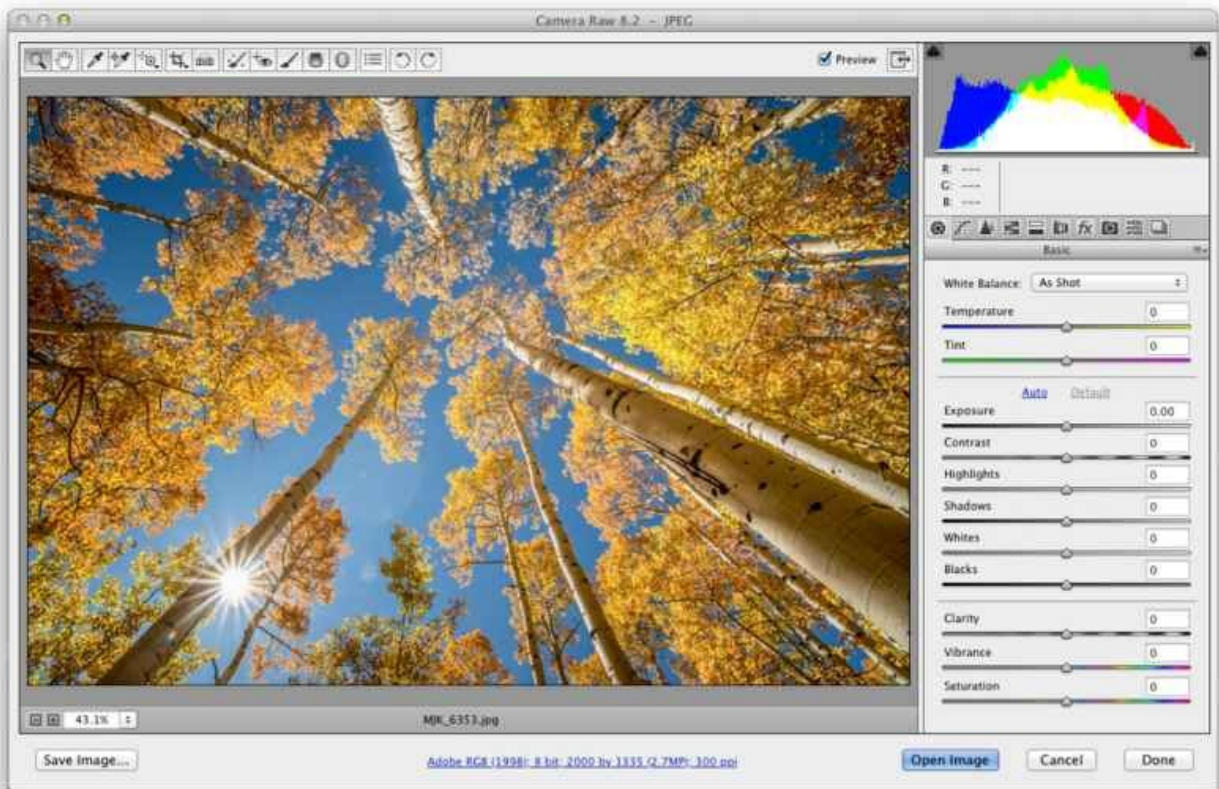 Camera Raw 8.2 - JPEG
Preview
R: ---
G: ---
B: ---
fx
Basic
White Balance: As Shot
Temperature 0
Tint 0
Auto Default
Exposure 0.00
Contrast 0
Highlights 0
Shadows 0
Whites 0
Blacks 0
Clarity 0
Vibrance 0
Saturation 0
43.1%
MJK_6353.jpg
Save Image...
Adobe RGB (1998); 8 bit; 2000 by 1335 (2.7MP); 300 ppi
Open Image
Cancel
Done